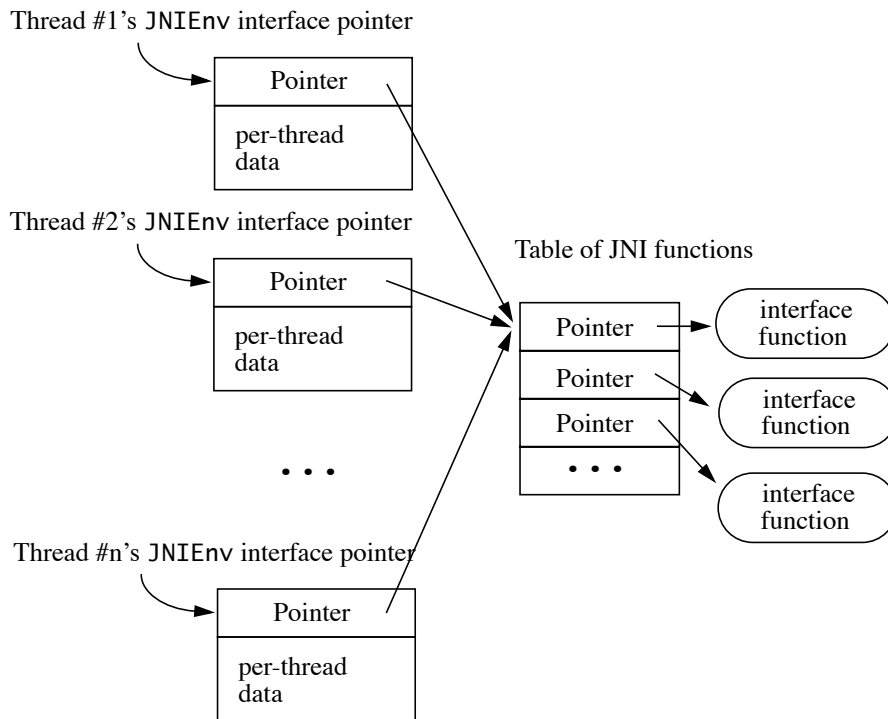 Thread #1’s JNIEnv interface pointer
Pointer
per-thread
data
Thread #2’s JNIEnv interface pointer
Pointer
per-thread
data
Table of JNI functions
Pointer
interface
function
Pointer
interface
function
Pointer
interface
function
• • •
• • •
Thread #n’s JNIEnv interface pointer
Pointer
per-thread
data